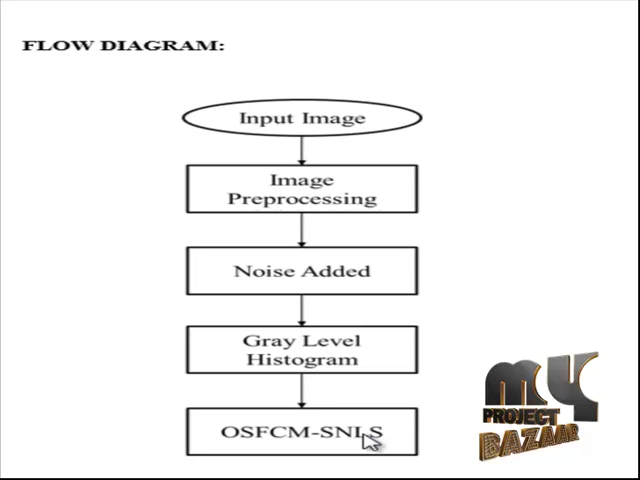 FLOW DIAGRAM:
Input Image
Image
Preprocessing
Noise Added
Gray Level
Histogram
OSFCM-SNLS
MY
PROJECT
BAZAAR